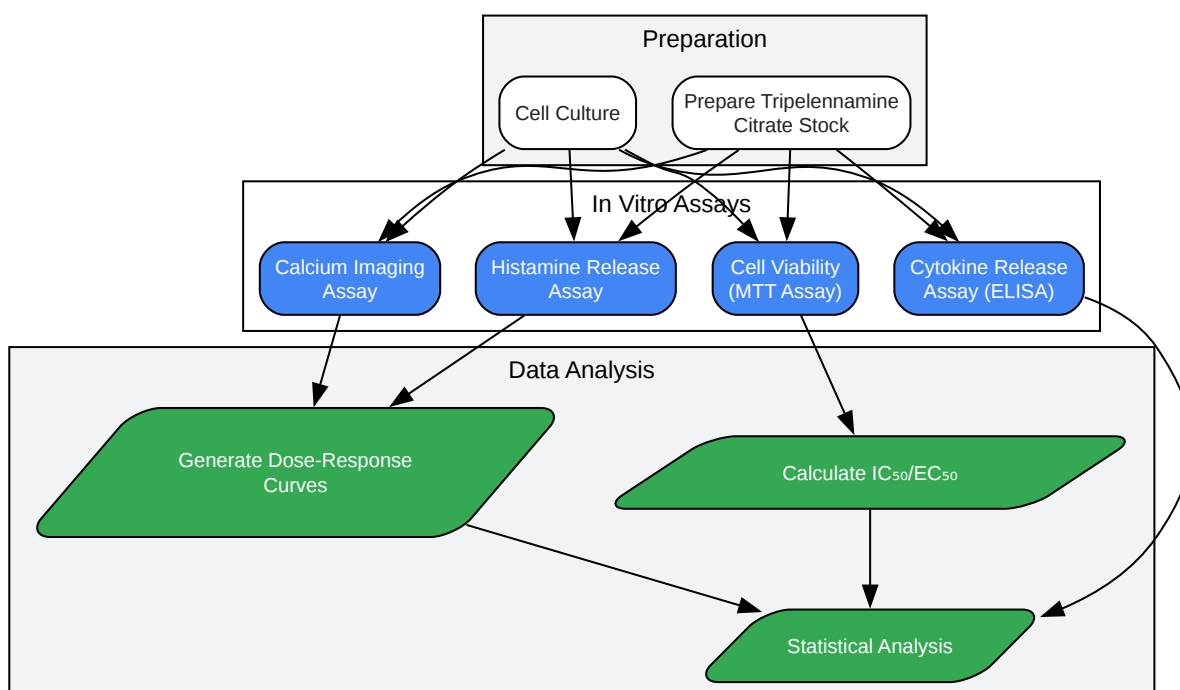 Preparation
Cell Culture
Prepare Tripelennamine
Citrate Stock
In Vitro Assays
Calcium Imaging
Assay
Histamine Release
Assay
Cell Viability
(MTT Assay)
Cytokine Release
Assay (ELISA)
Data Analysis
Generate Dose-Response
Curves
Calculate IC₅₀/EC₅₀
Statistical Analysis